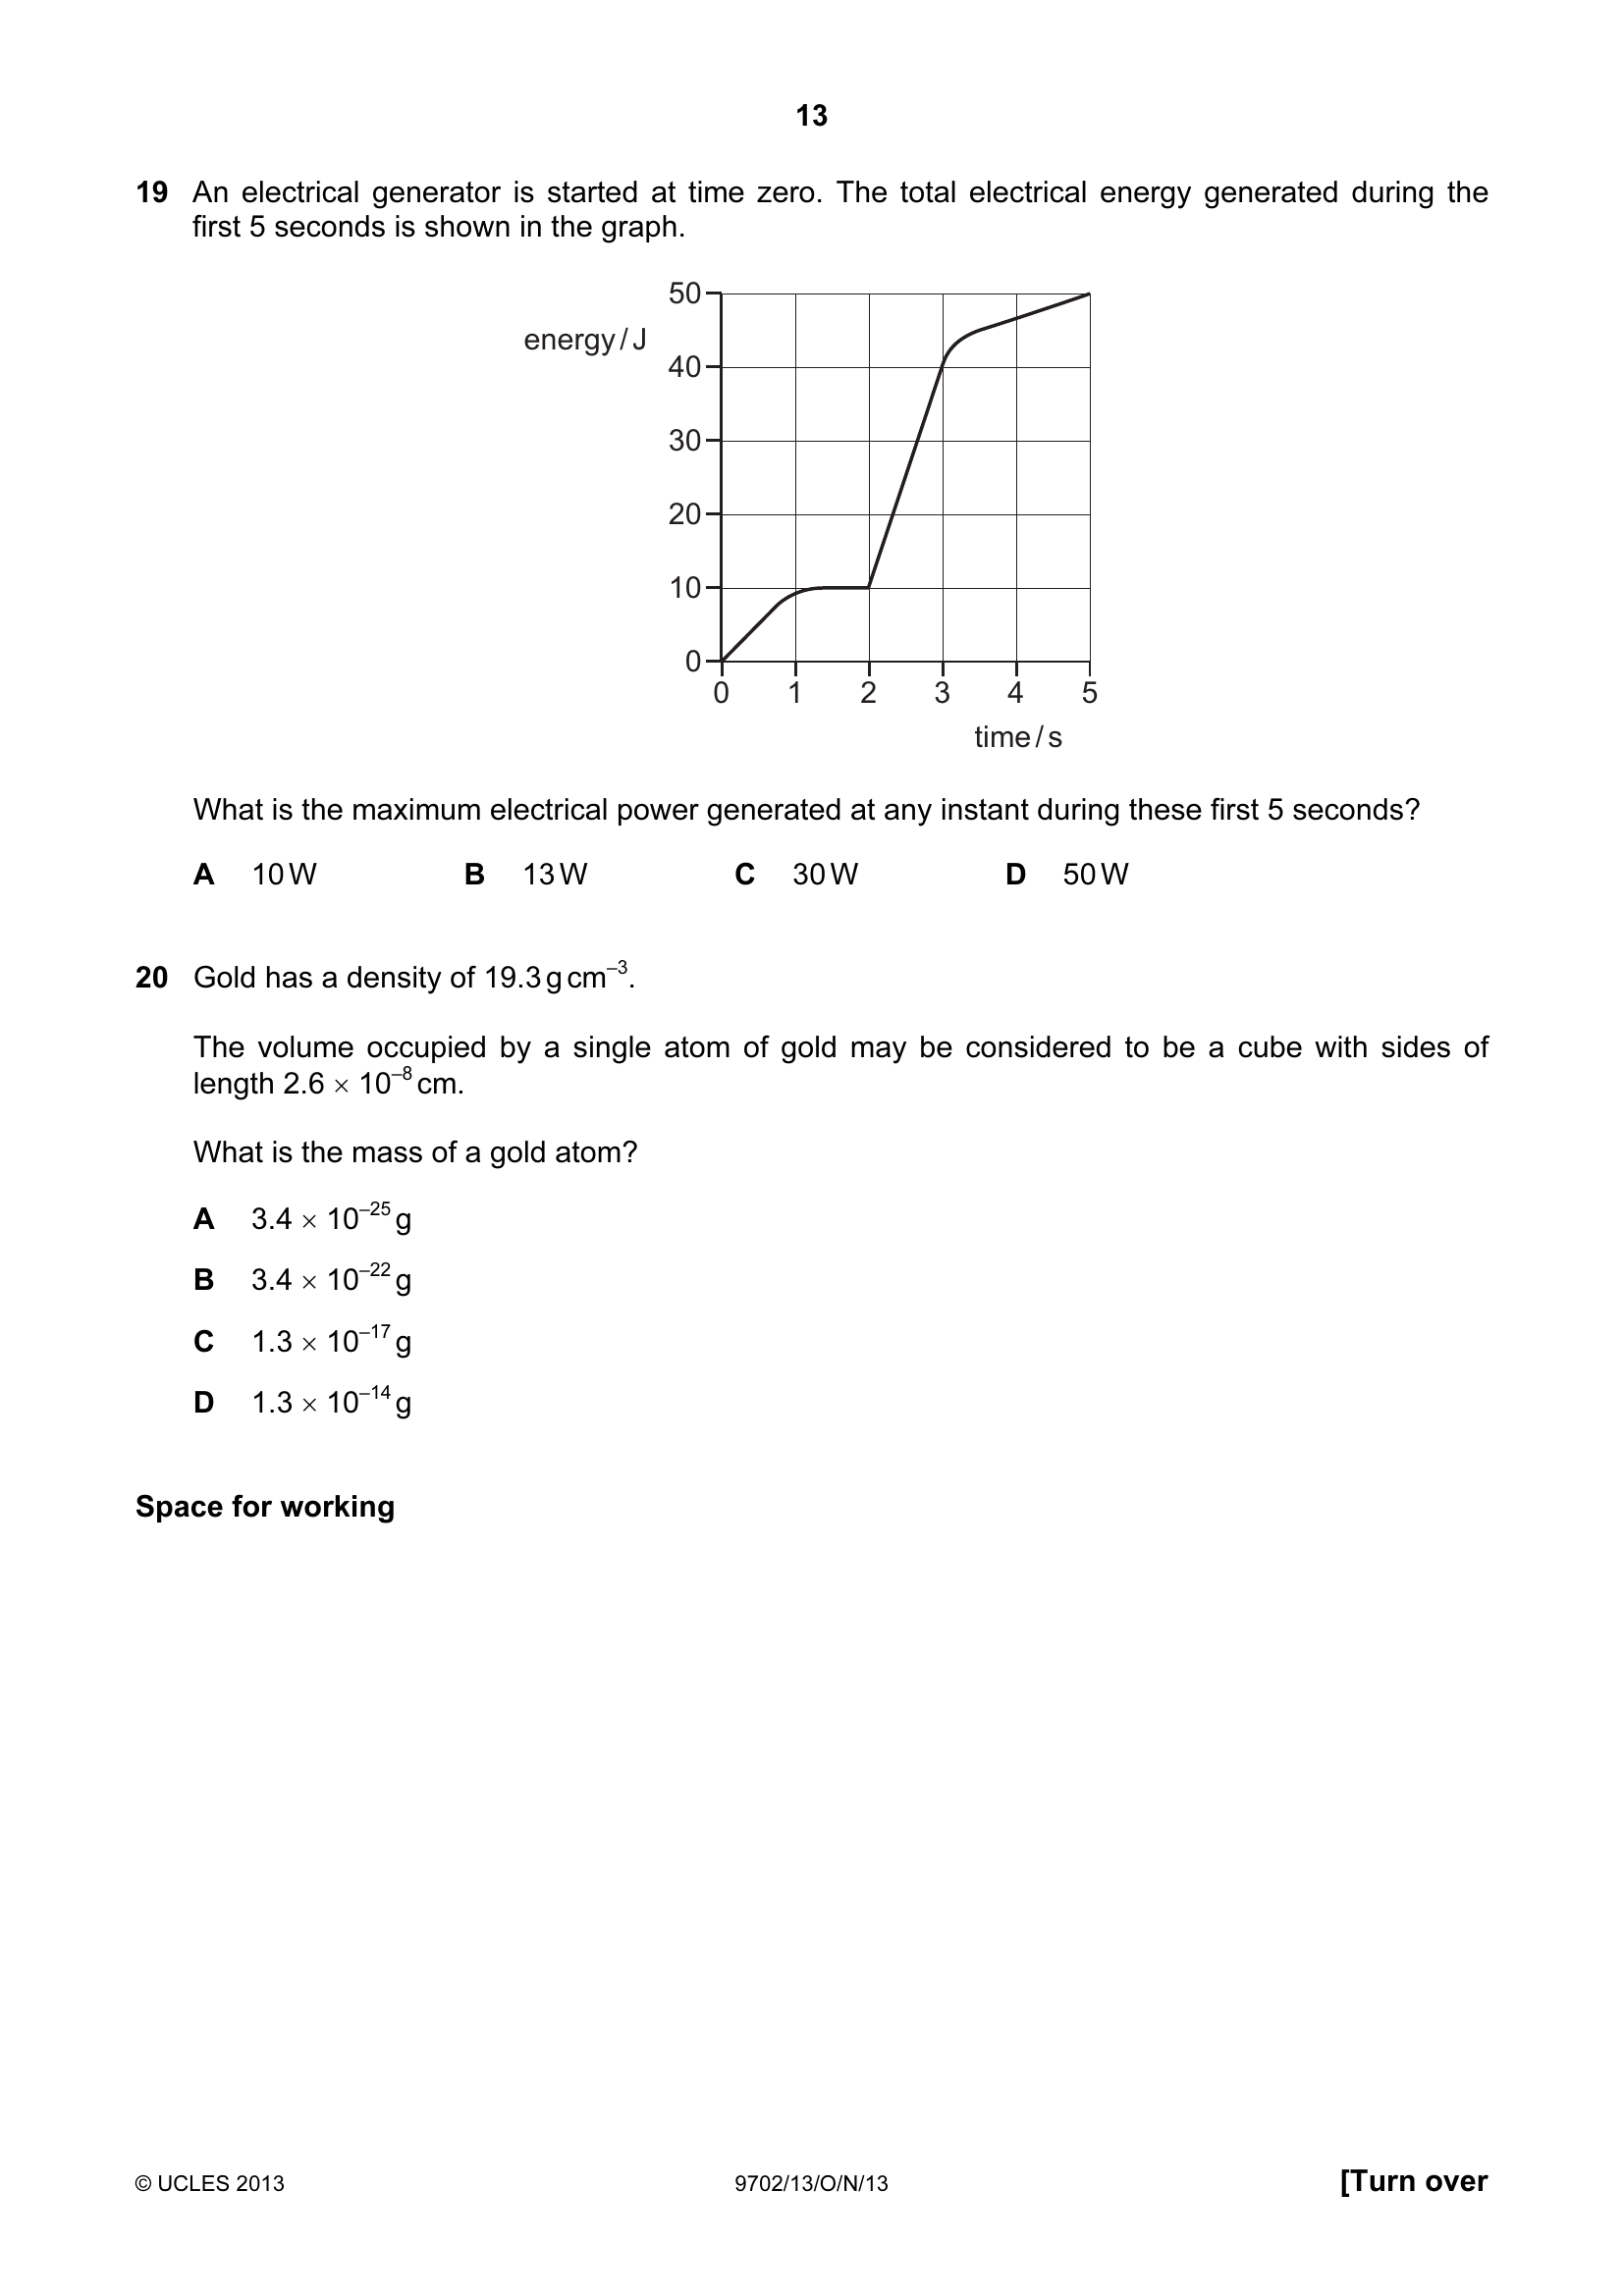 13
19 An electrical generator is started at time zero. The total electrical energy generated during the
first 5 seconds is shown in the graph.
50
energy / J
40
30
20
10
0
0 1 2 3 4 5
time / s
What is the maximum electrical power generated at any instant during these first 5 seconds?
A 10 W B 13 W C 30 W D 50 W
20 Gold has a density of 19.3 g cm⁻³.
The volume occupied by a single atom of gold may be considered to be a cube with sides of
length 2.6 × 10⁻⁸ cm.
What is the mass of a gold atom?
A 3.4 × 10⁻²⁵ g
B 3.4 × 10⁻²² g
C 1.3 × 10⁻¹⁷ g
D 1.3 × 10⁻¹⁴ g
Space for working
© UCLES 2013 9702/13/O/N/13 [Turn over